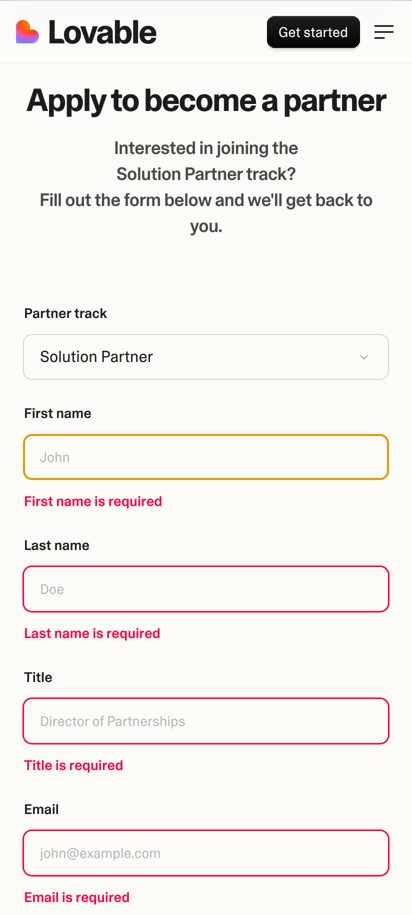 Lovable
Get started
Apply to become a partner
Interested in joining the
Solution Partner track?
Fill out the form below and we'll get back to
you.
Partner track
Solution Partner
First name
John
First name is required
Last name
Doe
Last name is required
Title
Director of Partnerships
Title is required
Email
john@example.com
Email is required